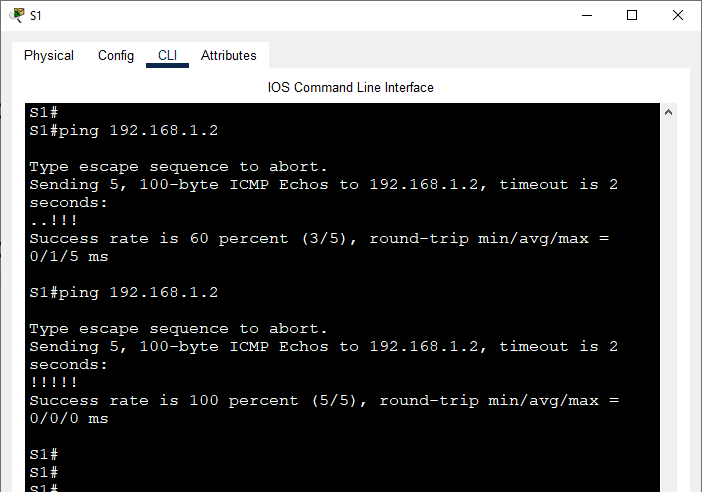 S1
Physical Config CLI Attributes
IOS Command Line Interface
S1#
S1#ping 192.168.1.2
Type escape sequence to abort.
Sending 5, 100-byte ICMP Echos to 192.168.1.2, timeout is 2
seconds:
..!!!
Success rate is 60 percent (3/5), round-trip min/avg/max =
0/1/5 ms
S1#ping 192.168.1.2
Type escape sequence to abort.
Sending 5, 100-byte ICMP Echos to 192.168.1.2, timeout is 2
seconds:
!!!!!
Success rate is 100 percent (5/5), round-trip min/avg/max =
0/0/0 ms
S1#
S1#
S1#